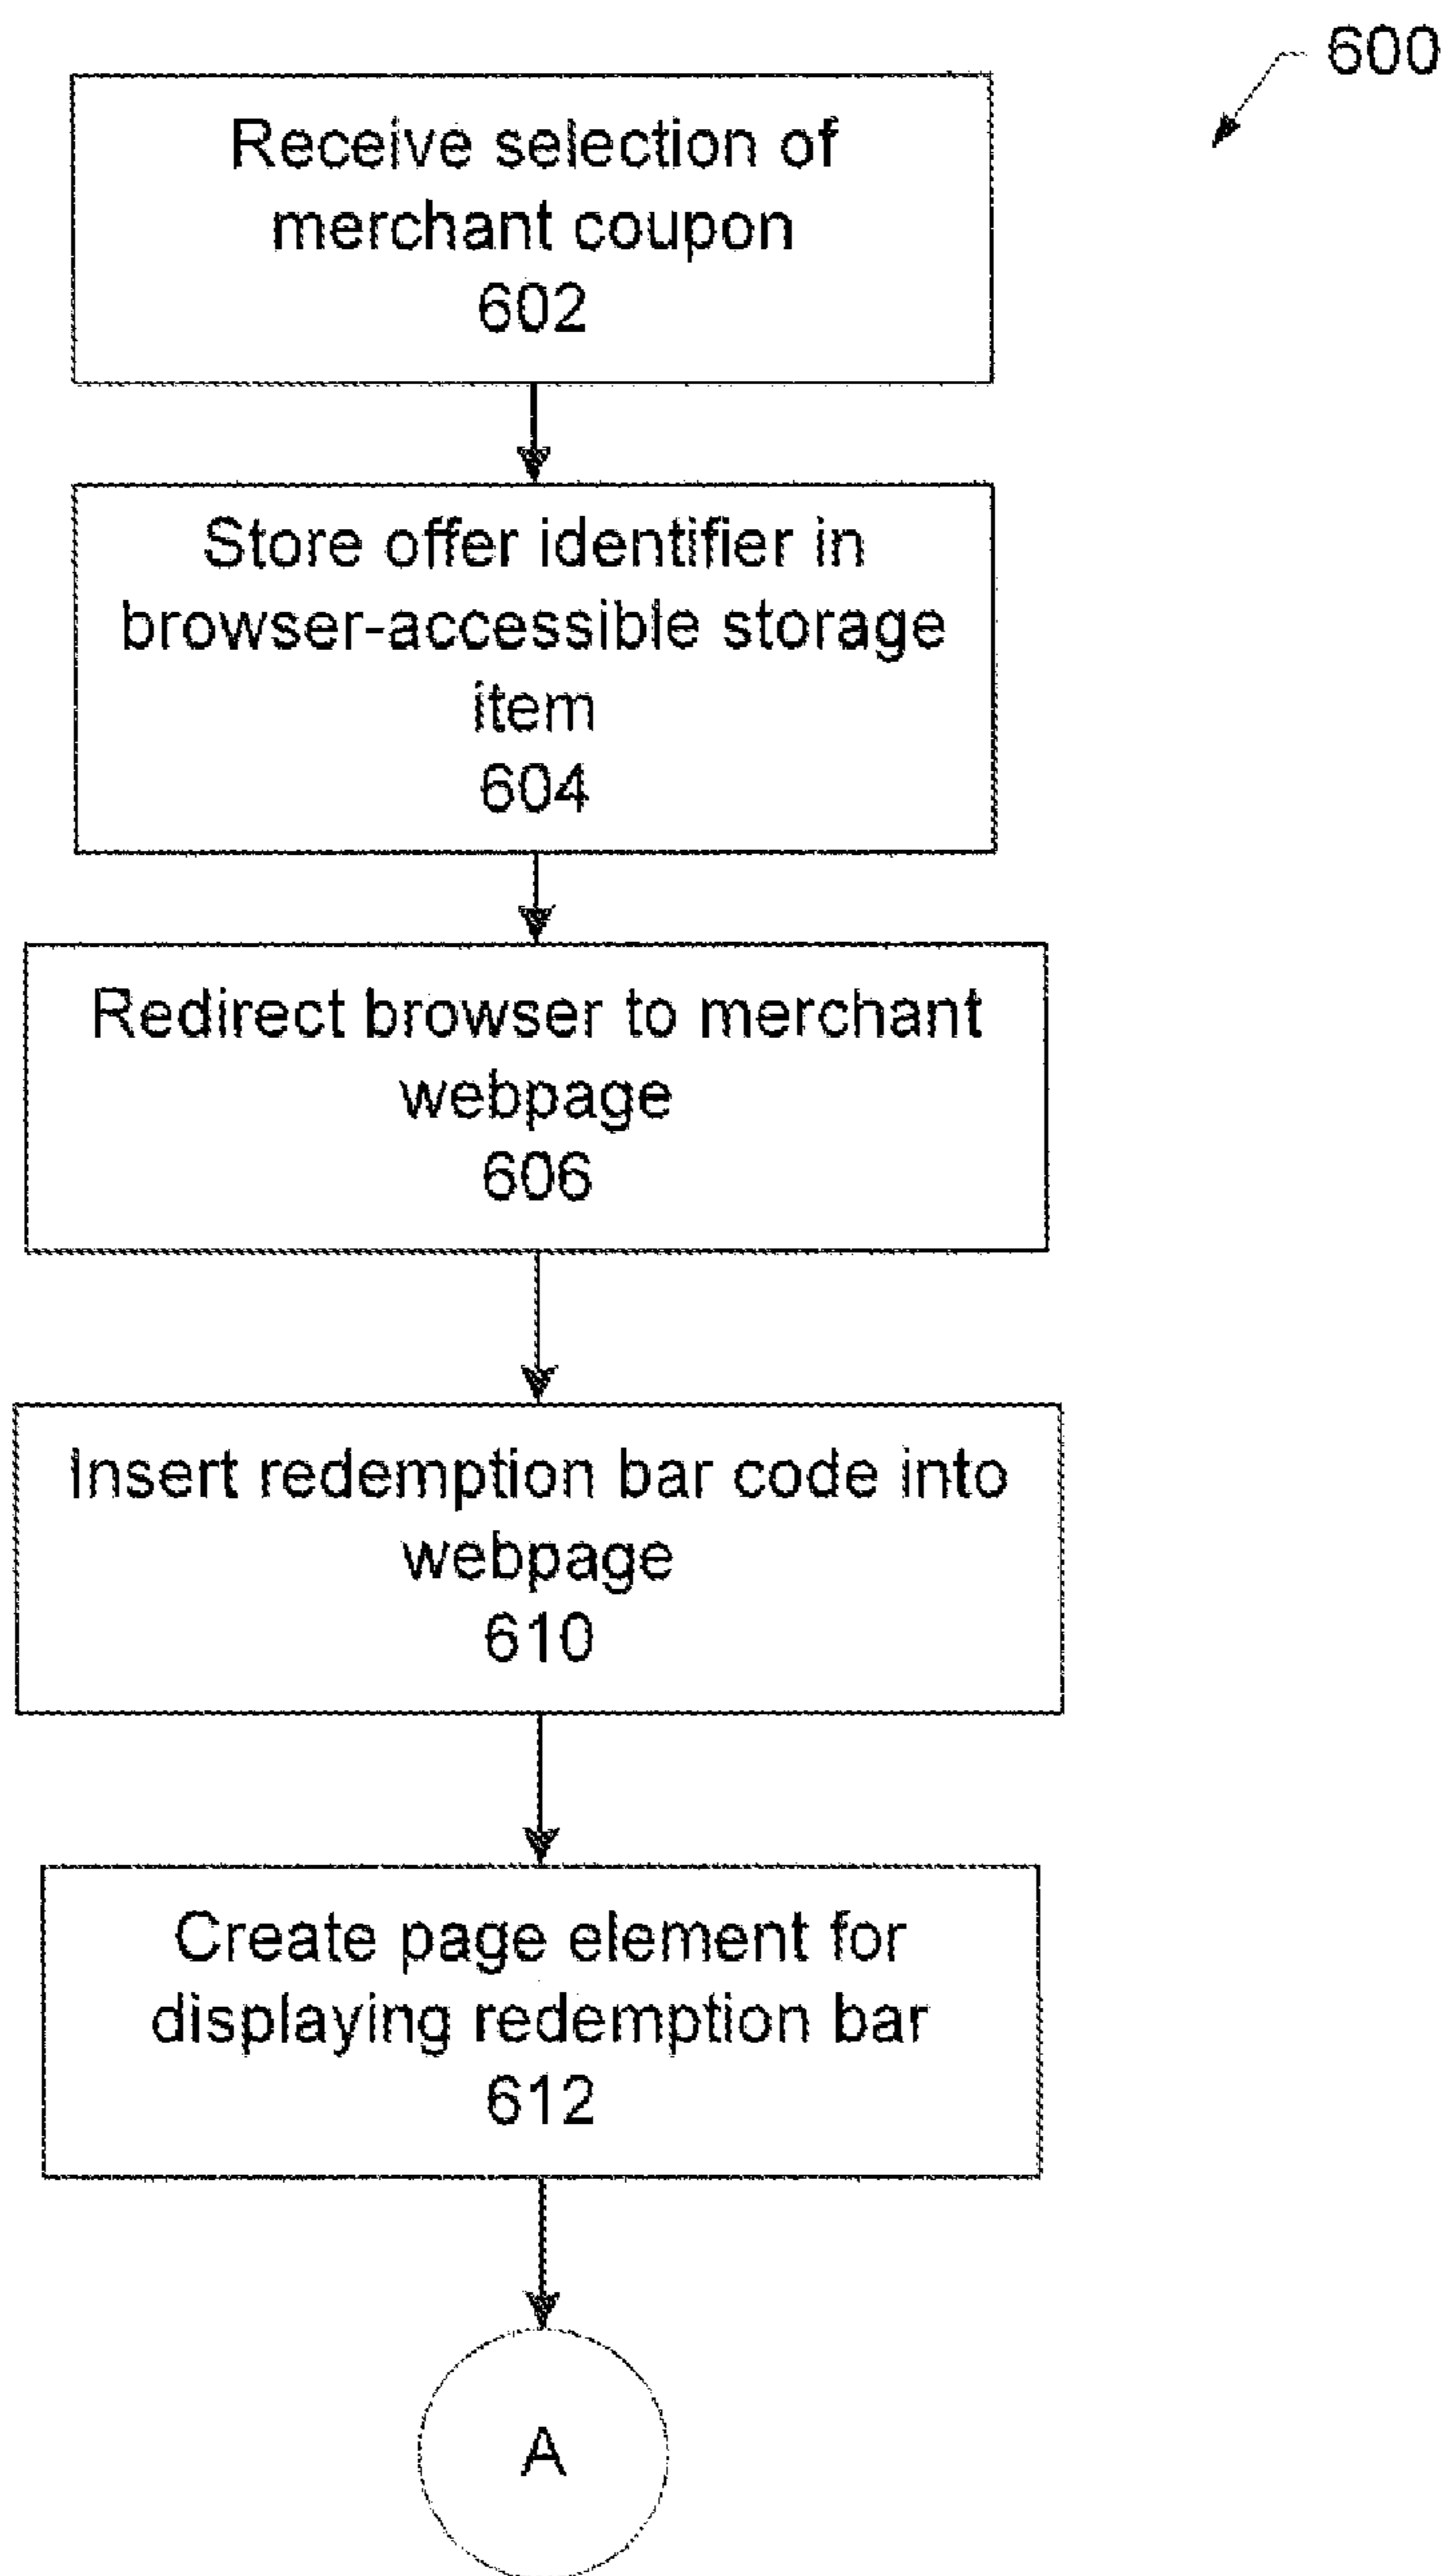 600
Receive selection of
merchant coupon
602
Store offer identifier in
browser-accessible storage
item
604
Redirect browser to merchant
webpage
606
Insert redemption bar code into
webpage
610
Create page element for
displaying redemption bar
612
A